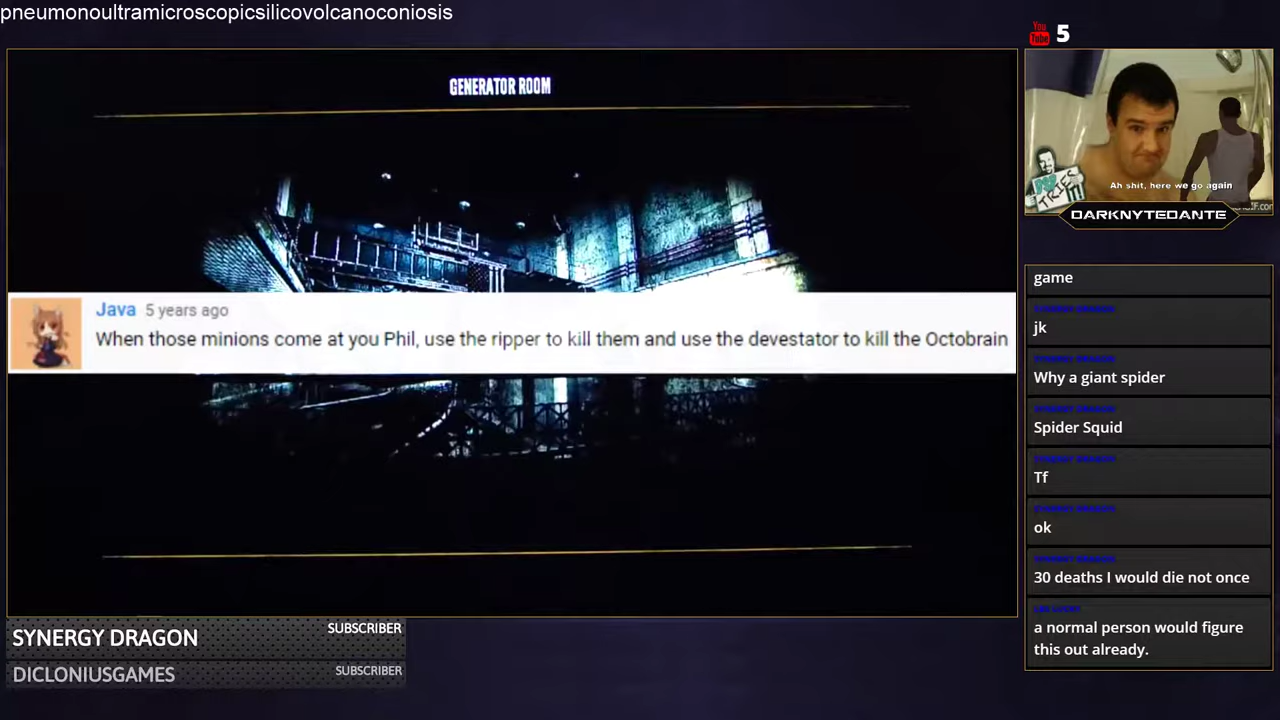 pneumonoultramicroscopicsilicovolcanoconiosis
You
Tube 5
GENERATOR ROOM
Java 5 years ago
When those minions come at you Phil, use the ripper to kill them and use the devestator to kill the Octobrain
TRIES
Ah shit, here we go again
DARKNYTEDANTE
game
jk
Why a giant spider
Spider Squid
Tf
ok
30 deaths I would die not once
a normal person would figure
this out already.
SYNERGY DRAGON SUBSCRIBER
DICLONIUSGAMES SUBSCRIBER